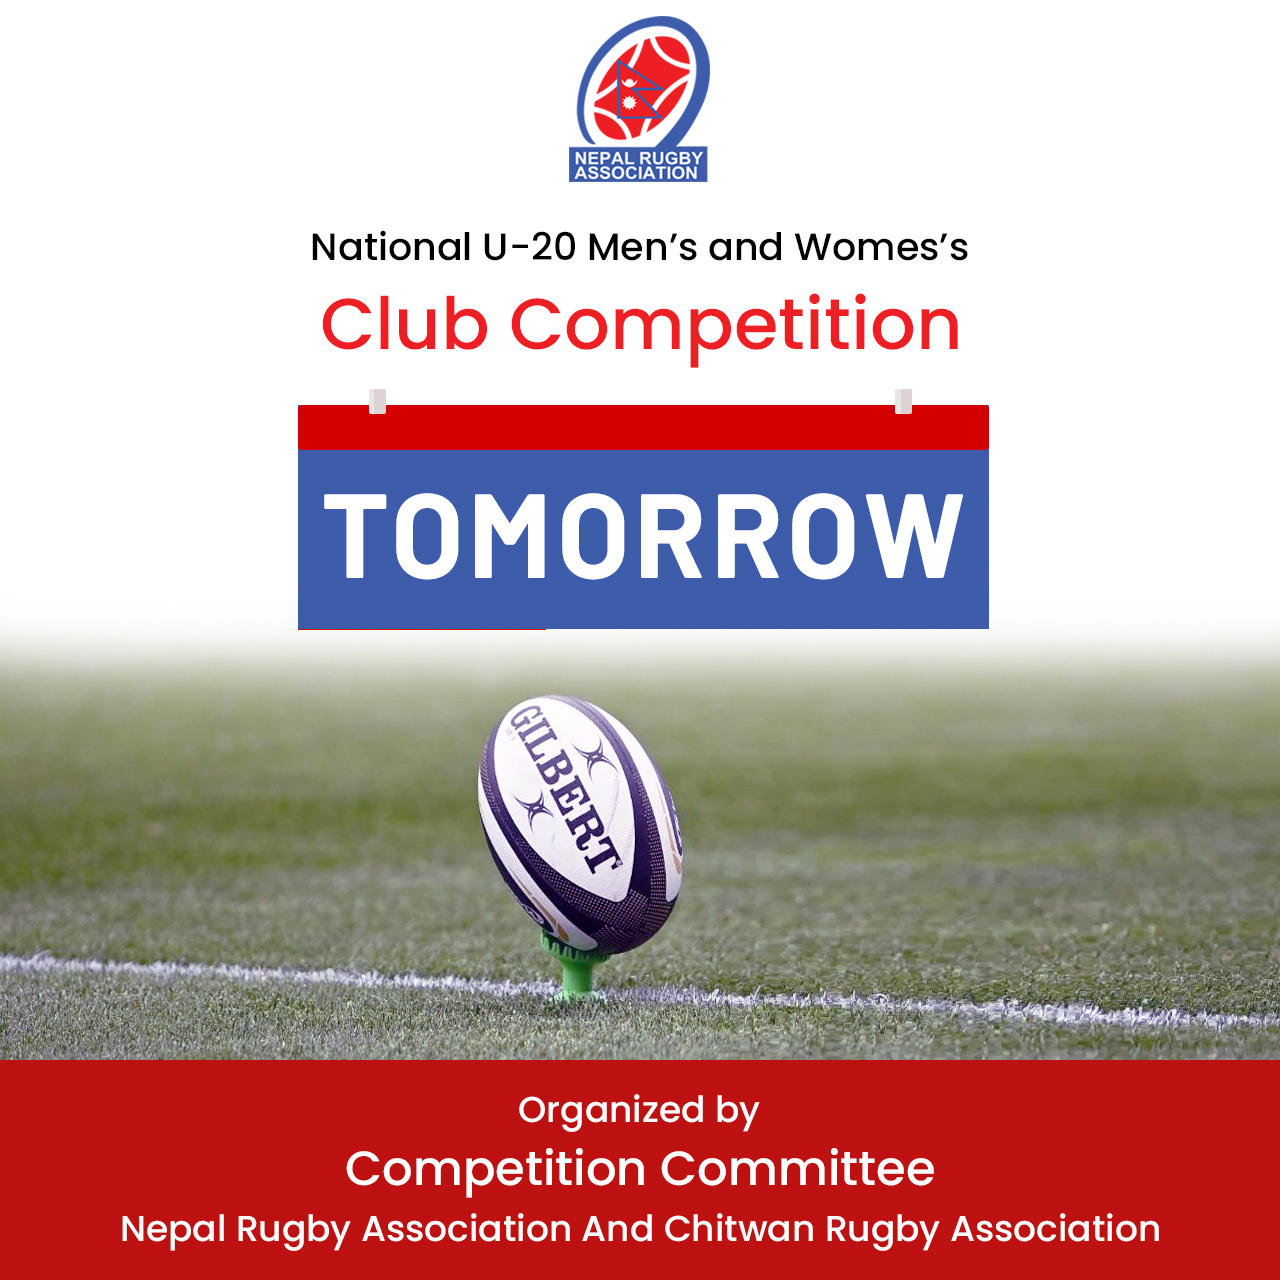 NEPAL RUGBY
ASSOCIATION
National U-20 Men’s and Womes’s
Club Competition
TOMORROW
GILBERT
Organized by
Competition Committee
Nepal Rugby Association And Chitwan Rugby Association